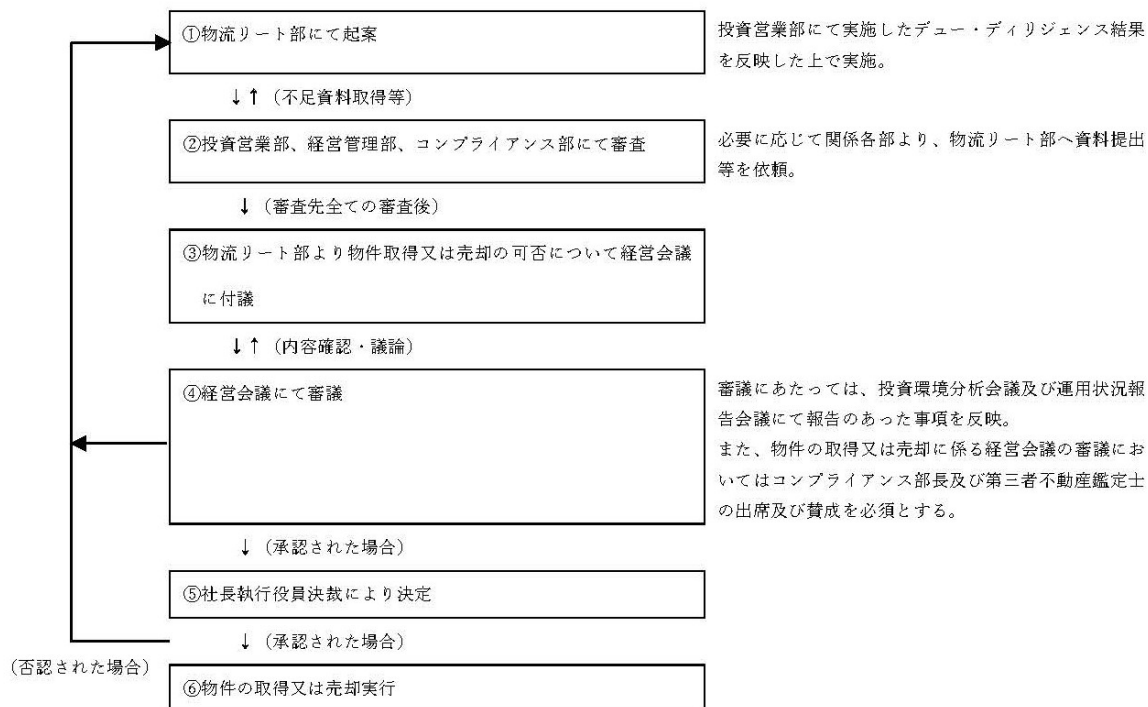 ①物流リート部にて起案
投資営業部にて実施したデュー・ディリジェンス結果
を反映した上で実施。
↓↑（不足資料取得等）
②投資営業部、経営管理部、コンプライアンス部にて審査
必要に応じて関係各部より、物流リート部へ資料提出
等を依頼。
↓（審査先全ての審査後）
③物流リート部より物件取得又は売却の可否について経営会議
に付議
↓↑（内容確認・議論）
④経営会議にて審議
審議にあたっては、投資環境分析会議及び運用状況報
告会議にて報告のあった事項を反映。
また、物件の取得又は売却に係る経営会議の審議にお
いてはコンプライアンス部長及び第三者不動産鑑定士
の出席及び賛成を必須とする。
↓（承認された場合）
⑤社長執行役員決裁により決定
↓（承認された場合）
（否認された場合）
⑥物件の取得又は売却実行